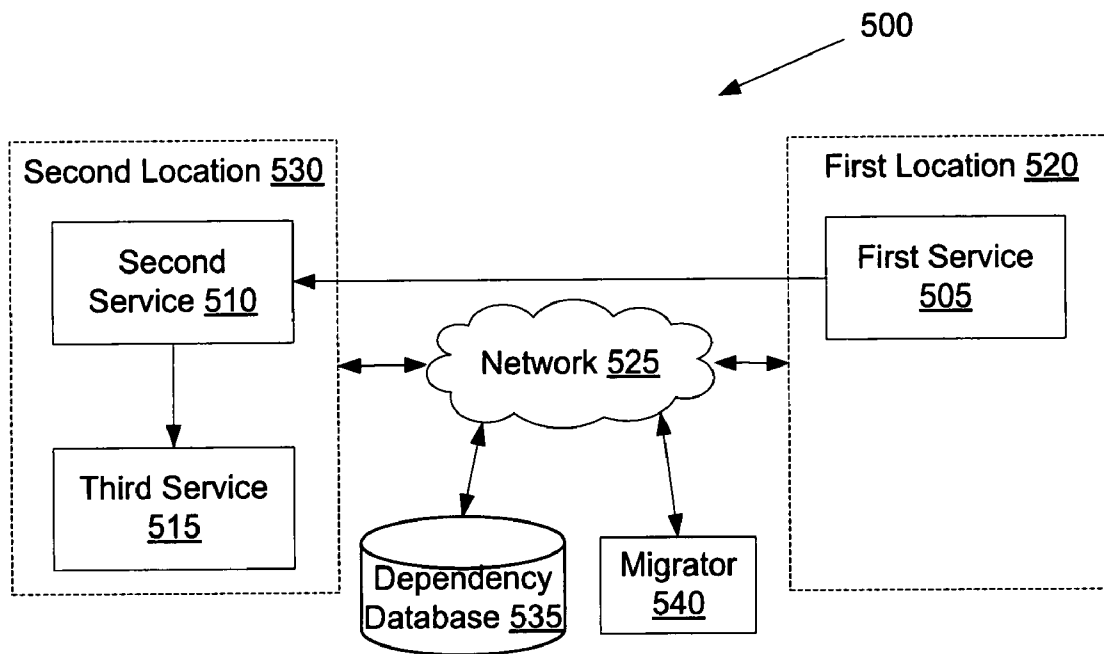 500
Second Location 530
First Location 520
Second
Service 510
First Service
505
Network 525
Third Service
515
Dependency
Database 535
Migrator
540